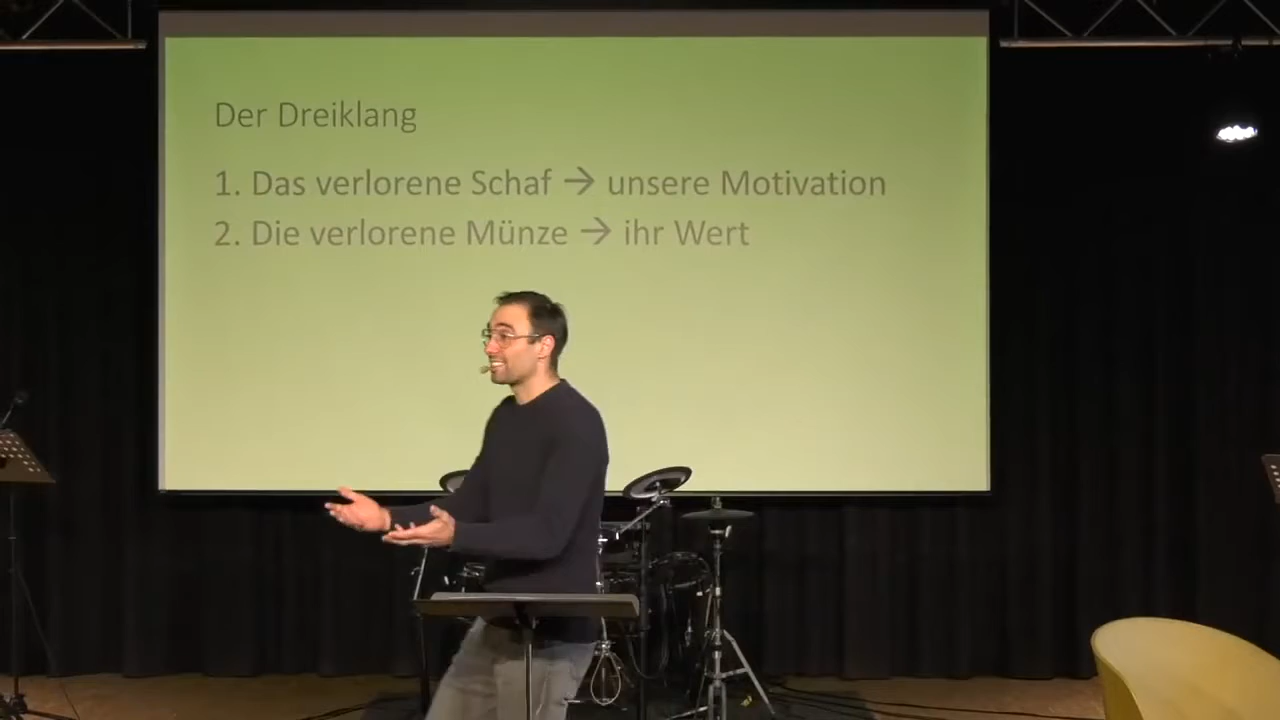 Der Dreiklang
1. Das verlorene Schaf → unsere Motivation
2. Die verlorene Münze → ihr Wert